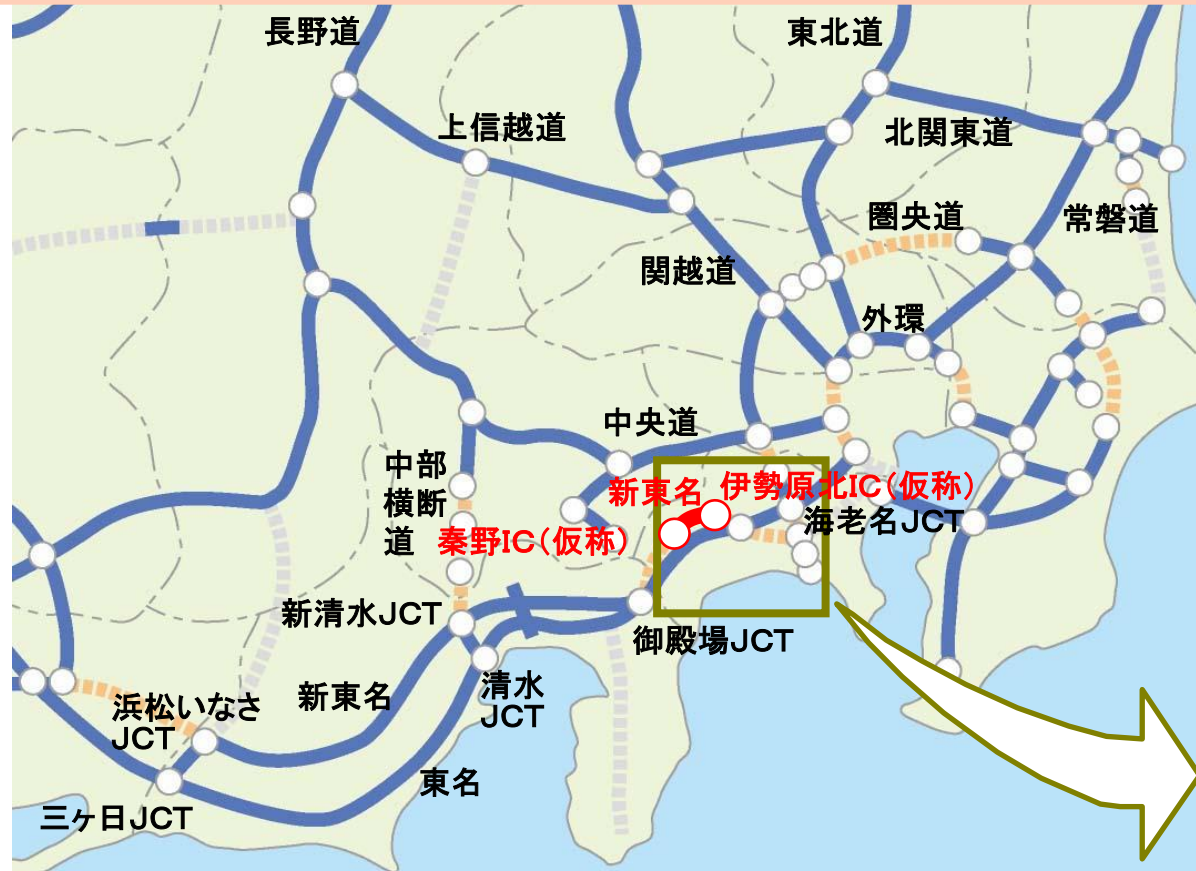 長野道
東北道
上信越道
北関東道
圏央道
常磐道
関越道
外環
中央道
中部
横断
道
新東名
伊勢原北IC(仮称)
秦野IC(仮称)
海老名JCT
新清水JCT
御殿場JCT
清水
JCT
新東名
浜松いなさ
JCT
東名
三ヶ日JCT